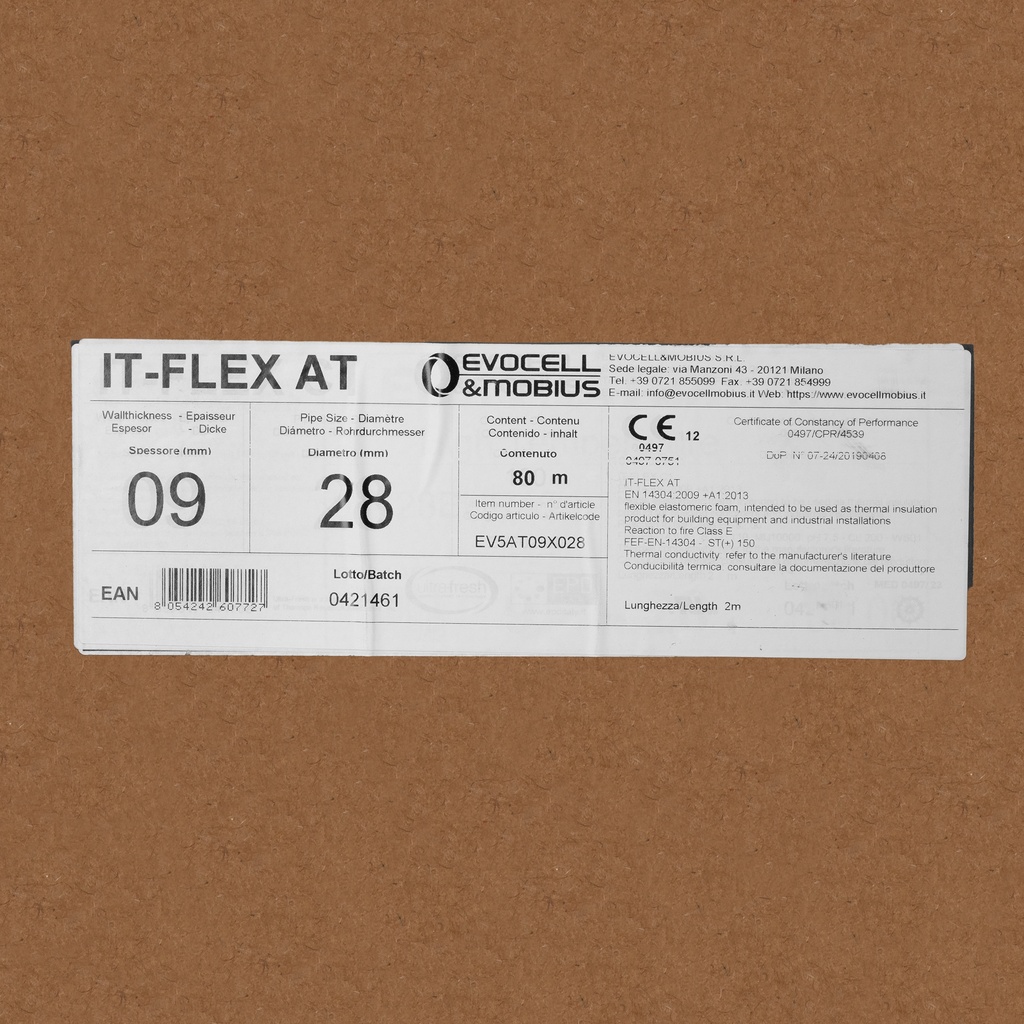 IT-FLEX AT
EVOCELL
&MOBIUS
EVOCELL&MOBIUS S.R.L.
Sede legale: via Manzoni 43 - 20121 Milano
Tel. +39 0721 855099 Fax. +39 0721 854999
E-mail: info@evocellmobius.it Web: https://www.evocellmobius.it
Wallthickness - Epaisseur
Espesor - Dicke
Spessore (mm)
09
Pipe Size - Diamètre
Diámetro - Rohrdurchmesser
Diametro (mm)
28
Content - Contenu
Contenido - inhalt
Contenuto
80 m
Item number - n° d'article
Codigo articulo - Artikelcode
EV5AT09X028
EAN
8 054242 607727
Lotto/Batch
0421461
CE 12
0497
0497-0751
Certificate of Constancy of Performance
0497/CPR/4539
DoP N° 07-24/20190408
IT-FLEX AT
EN 14304:2009 +A1:2013
flexible elastomeric foam, intended to be used as thermal insulation
product for building equipment and industrial installations
Reaction to fire Class E
FEF-EN-14304 - ST(+) 150
Thermal conductivity: refer to the manufacturer's literature
Conducibilità termica: consultare la documentazione del produttore
Lunghezza/Length 2m